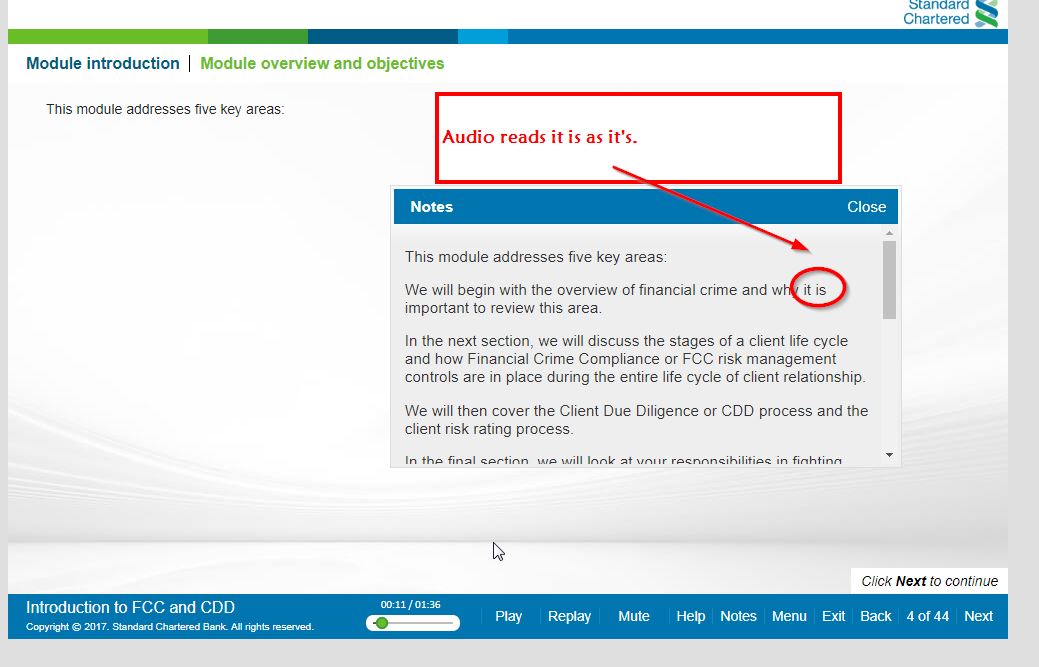 Standard
Chartered
Module introduction | Module overview and objectives
This module addresses five key areas:
Audio reads it is as it's.
Notes
Close
This module addresses five key areas:
We will begin with the overview of financial crime and why it is
important to review this area.
In the next section, we will discuss the stages of a client life cycle
and how Financial Crime Compliance or FCC risk management
controls are in place during the entire life cycle of client relationship.
We will then cover the Client Due Diligence or CDD process and the
client risk rating process.
In the final section, we will look at your responsibilities in fighting
Click Next to continue
Introduction to FCC and CDD
Copyright © 2017. Standard Chartered Bank. All rights reserved.
00:11 / 01:36
Play Replay Mute Help Notes Menu Exit Back 4 of 44 Next